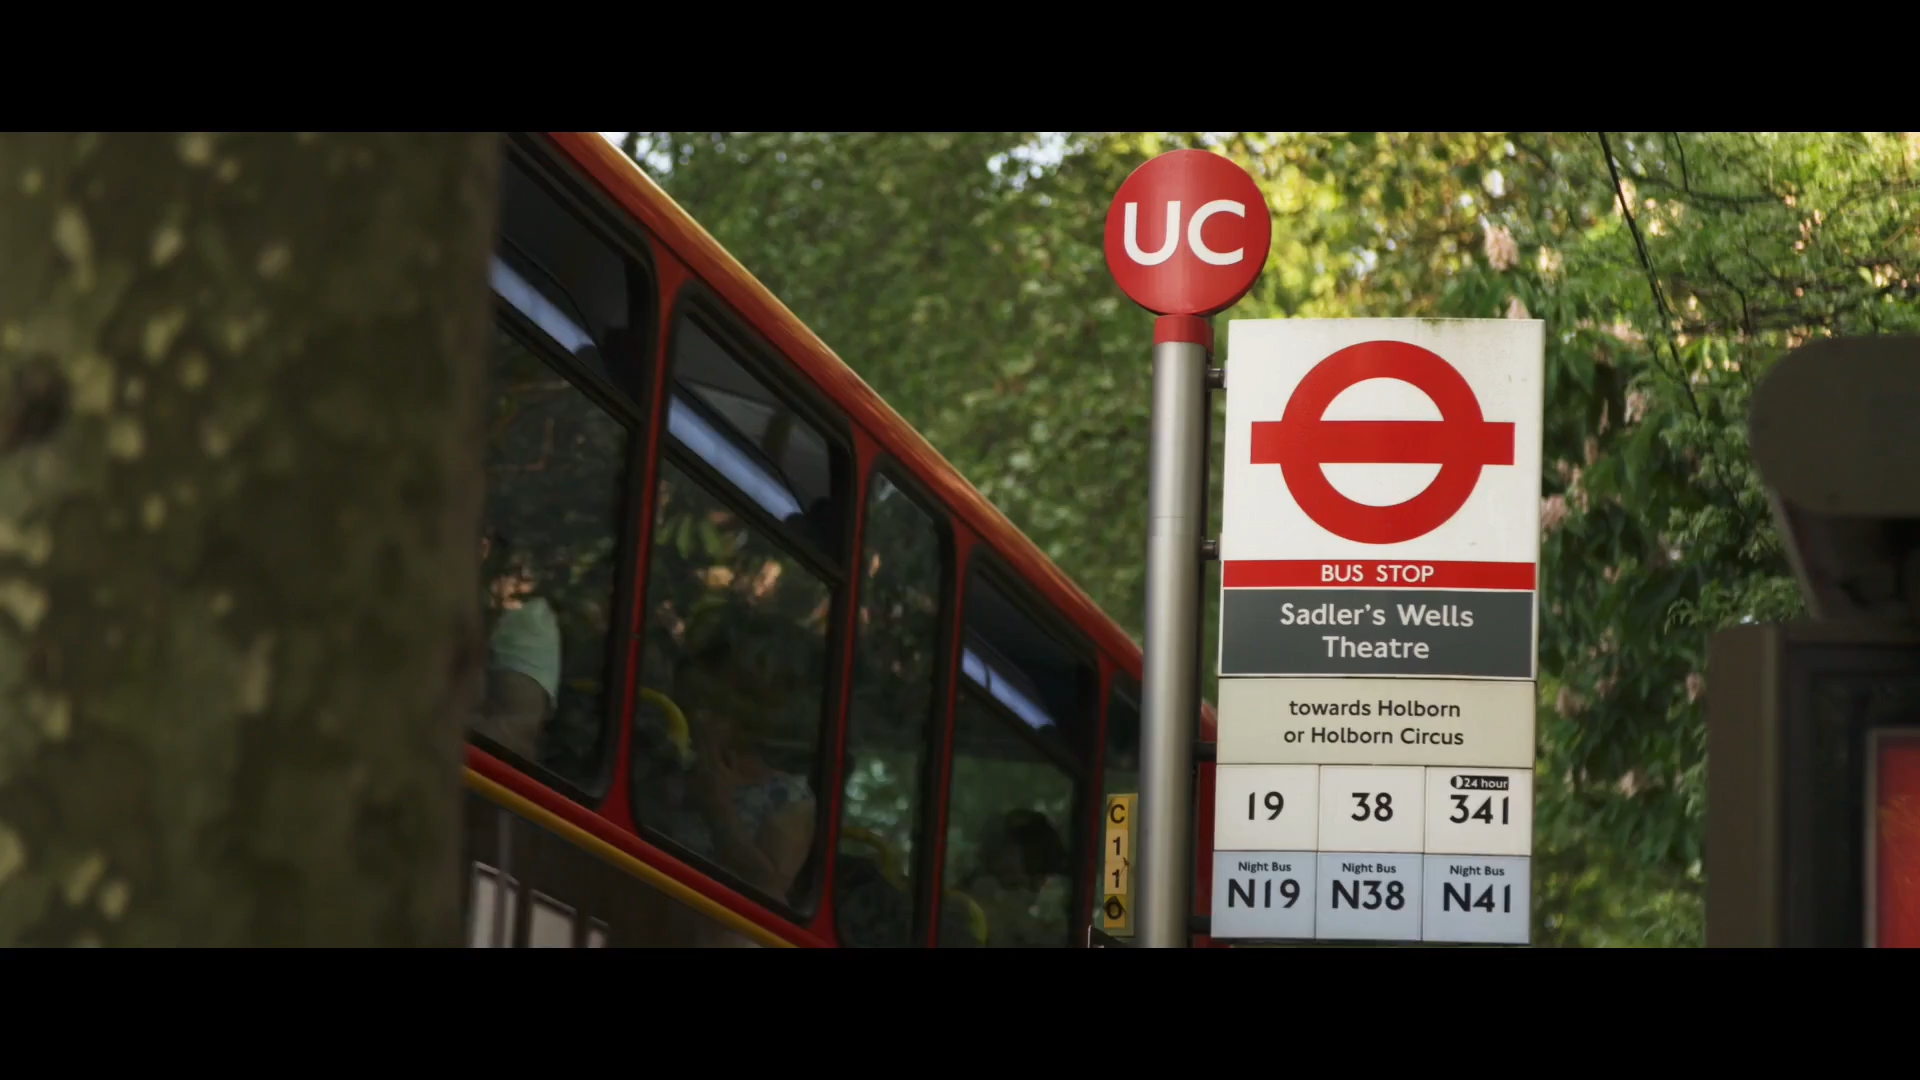 UC
BUS STOP
Sadler's Wells
Theatre
towards Holborn
or Holborn Circus
19 38 24 hour 341
Night Bus N19 Night Bus N38 Night Bus N41
C
1
1
0